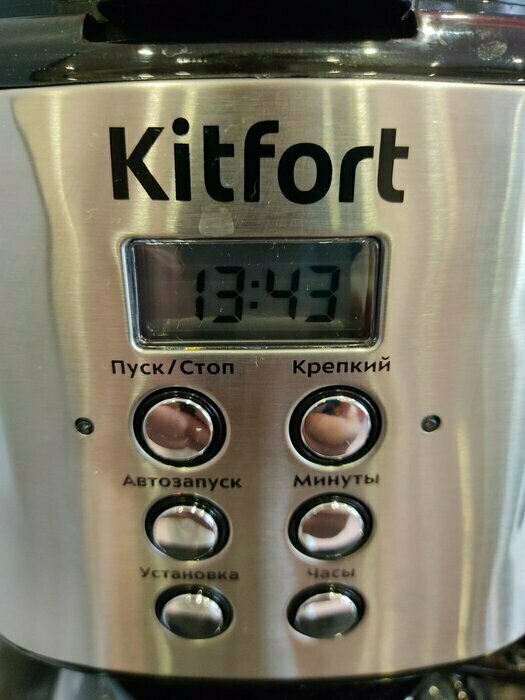 Kitfort
13:43
Пуск/Стоп Крепкий
Автозапуск Минуты
Установка Часы